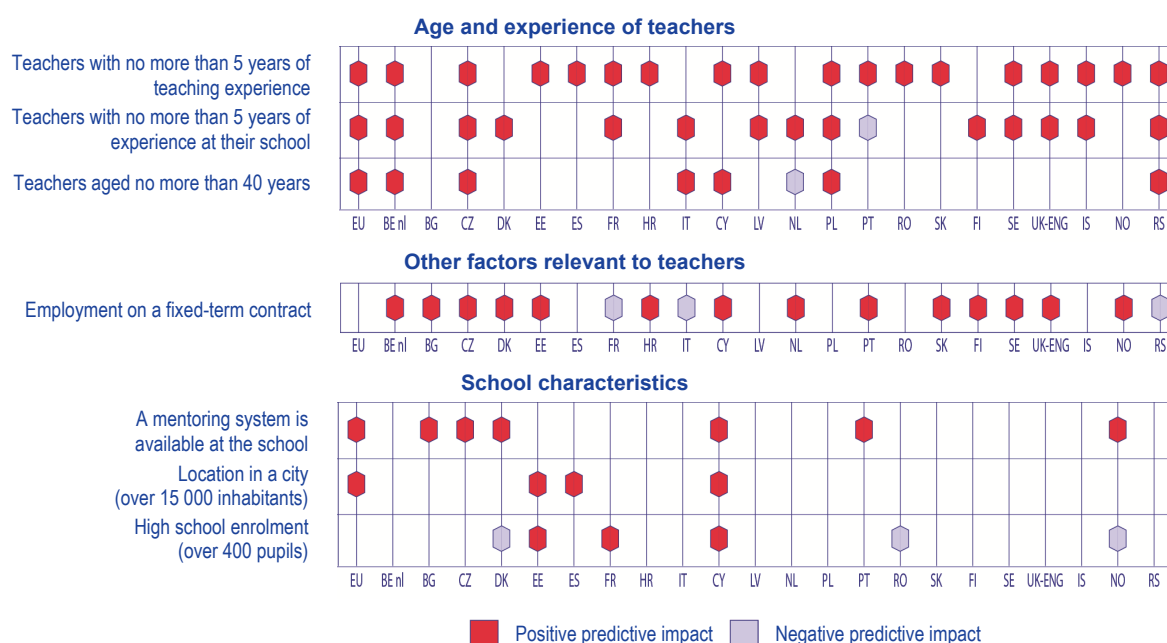 Age and experience of teachers
Teachers with no more than 5 years of
teaching experience
Teachers with no more than 5 years of
experience at their school
Teachers aged no more than 40 years
EU BE nl BG CZ DK EE ES FR HR IT CY LV NL PL PT RO SK FI SE UK-ENG IS NO RS
Other factors relevant to teachers
Employment on a fixed-term contract
EU BE nl BG CZ DK EE ES FR HR IT CY LV NL PL PT RO SK FI SE UK-ENG IS NO RS
School characteristics
A mentoring system is
available at the school
Location in a city
(over 15 000 inhabitants)
High school enrolment
(over 400 pupils)
EU BE nl BG CZ DK EE ES FR HR IT CY LV NL PL PT RO SK FI SE UK-ENG IS NO RS
Positive predictive impact Negative predictive impact